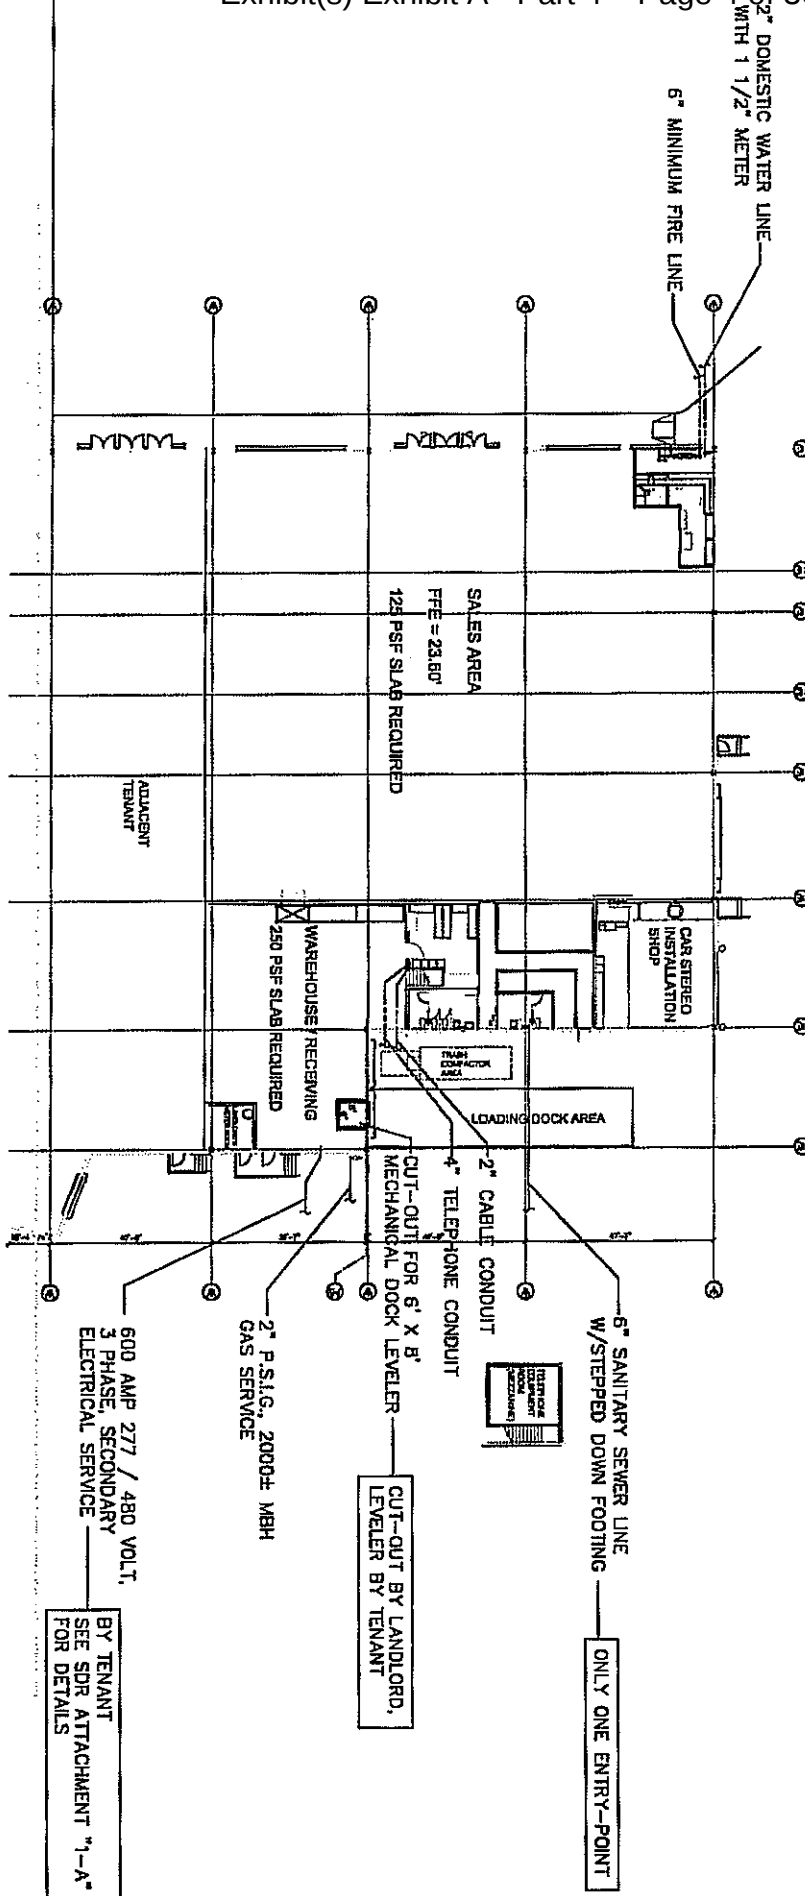 2" DOMESTIC WATER LINE
WITH 1 1/2" METER
6" MINIMUM FIRE LINE
SALES AREA
FFE = 23.60'
125 PSF SLAB REQUIRED
ADJACENT
TENANT
CAR STEREO
INSTALLATION
SHOP
WAREHOUSE / RECEIVING
250 PSF SLAB REQUIRED
TRASH
COMPACTOR
AREA
LOADING DOCK AREA
6" SANITARY SEWER LINE
W/STEPPED DOWN FOOTING
ONLY ONE ENTRY-POINT
TELEPHONE
EQUIPMENT
ROOM
(MEZZANINE)
2" CABLE CONDUIT
4" TELEPHONE CONDUIT
CUT-OUT FOR 6' X 8'
MECHANICAL DOCK LEVELER
CUT-OUT BY LANDLORD,
LEVELER BY TENANT
2" P.S.I.G., 2000± MBH
GAS SERVICE
600 AMP 277 / 480 VOLT,
3 PHASE, SECONDARY
ELECTRICAL SERVICE
BY TENANT
SEE SDR ATTACHMENT "1-A"
FOR DETAILS